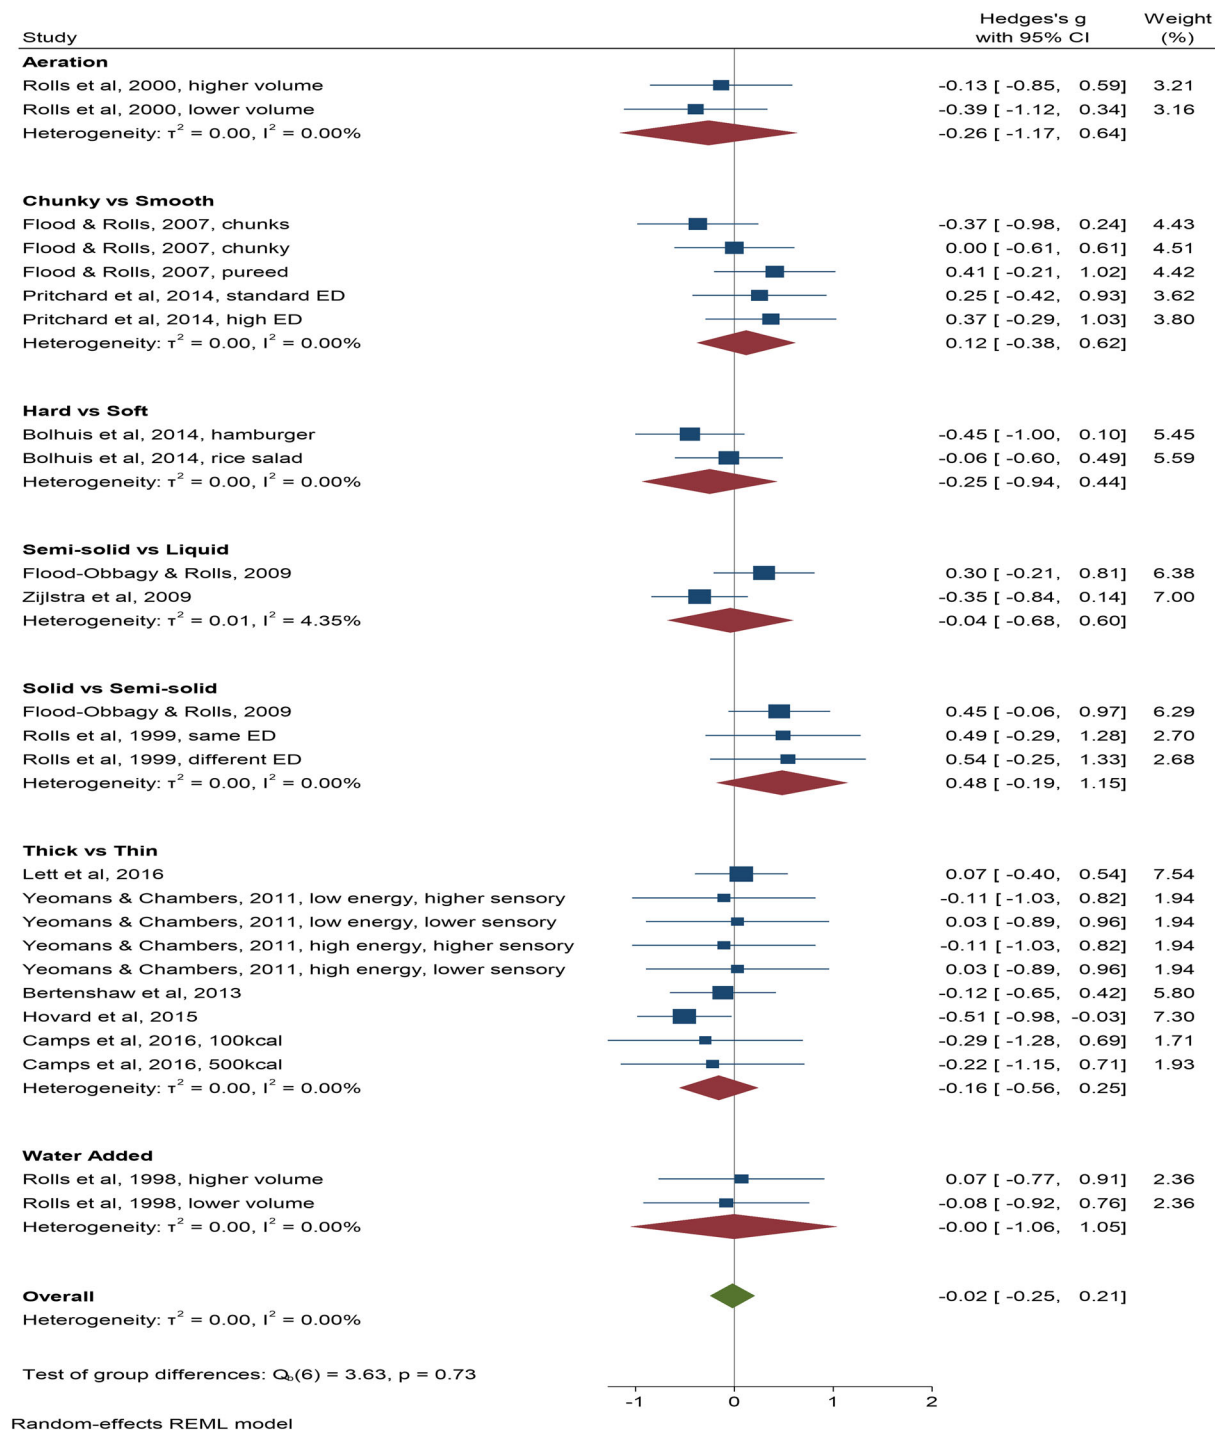 Hedges's g Weight
Study with 95% CI (%)
Aeration
Rolls et al, 2000, higher volume -0.13 [ -0.85, 0.59] 3.21
Rolls et al, 2000, lower volume -0.39 [ -1.12, 0.34] 3.16
Heterogeneity: τ² = 0.00, I² = 0.00% -0.26 [ -1.17, 0.64]
Chunky vs Smooth
Flood & Rolls, 2007, chunks -0.37 [ -0.98, 0.24] 4.43
Flood & Rolls, 2007, chunky 0.00 [ -0.61, 0.61] 4.51
Flood & Rolls, 2007, pureed 0.41 [ -0.21, 1.02] 4.42
Pritchard et al, 2014, standard ED 0.25 [ -0.42, 0.93] 3.62
Pritchard et al, 2014, high ED 0.37 [ -0.29, 1.03] 3.80
Heterogeneity: τ² = 0.00, I² = 0.00% 0.12 [ -0.38, 0.62]
Hard vs Soft
Bolhuis et al, 2014, hamburger -0.45 [ -1.00, 0.10] 5.45
Bolhuis et al, 2014, rice salad -0.06 [ -0.60, 0.49] 5.59
Heterogeneity: τ² = 0.00, I² = 0.00% -0.25 [ -0.94, 0.44]
Semi-solid vs Liquid
Flood-Obbagy & Rolls, 2009 0.30 [ -0.21, 0.81] 6.38
Zijlstra et al, 2009 -0.35 [ -0.84, 0.14] 7.00
Heterogeneity: τ² = 0.01, I² = 4.35% -0.04 [ -0.68, 0.60]
Solid vs Semi-solid
Flood-Obbagy & Rolls, 2009 0.45 [ -0.06, 0.97] 6.29
Rolls et al, 1999, same ED 0.49 [ -0.29, 1.28] 2.70
Rolls et al, 1999, different ED 0.54 [ -0.25, 1.33] 2.68
Heterogeneity: τ² = 0.00, I² = 0.00% 0.48 [ -0.19, 1.15]
Thick vs Thin
Lett et al, 2016 0.07 [ -0.40, 0.54] 7.54
Yeomans & Chambers, 2011, low energy, higher sensory -0.11 [ -1.03, 0.82] 1.94
Yeomans & Chambers, 2011, low energy, lower sensory 0.03 [ -0.89, 0.96] 1.94
Yeomans & Chambers, 2011, high energy, higher sensory -0.11 [ -1.03, 0.82] 1.94
Yeomans & Chambers, 2011, high energy, lower sensory 0.03 [ -0.89, 0.96] 1.94
Bertenshaw et al, 2013 -0.12 [ -0.65, 0.42] 5.80
Hovard et al, 2015 -0.51 [ -0.98, -0.03] 7.30
Camps et al, 2016, 100kcal -0.29 [ -1.28, 0.69] 1.71
Camps et al, 2016, 500kcal -0.22 [ -1.15, 0.71] 1.93
Heterogeneity: τ² = 0.00, I² = 0.00% -0.16 [ -0.56, 0.25]
Water Added
Rolls et al, 1998, higher volume 0.07 [ -0.77, 0.91] 2.36
Rolls et al, 1998, lower volume -0.08 [ -0.92, 0.76] 2.36
Heterogeneity: τ² = 0.00, I² = 0.00% -0.00 [ -1.06, 1.05]
Overall -0.02 [ -0.25, 0.21]
Heterogeneity: τ² = 0.00, I² = 0.00%
Test of group differences: Q_b(6) = 3.63, p = 0.73
-1 0 1 2
Random-effects REML model